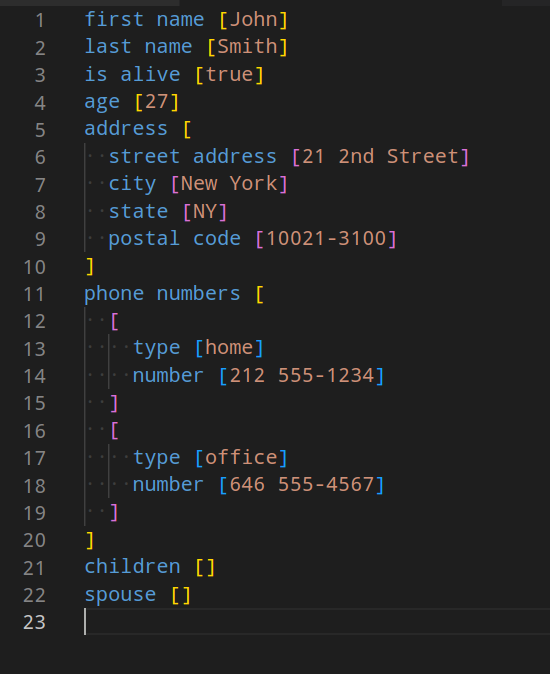 1 first name [John]
2 last name [Smith]
3 is alive [true]
4 age [27]
5 address [
6   street address [21 2nd Street]
7   city [New York]
8   state [NY]
9   postal code [10021-3100]
10 ]
11 phone numbers [
12   [
13     type [home]
14     number [212 555-1234]
15   ]
16   [
17     type [office]
18     number [646 555-4567]
19   ]
20 ]
21 children []
22 spouse []
23